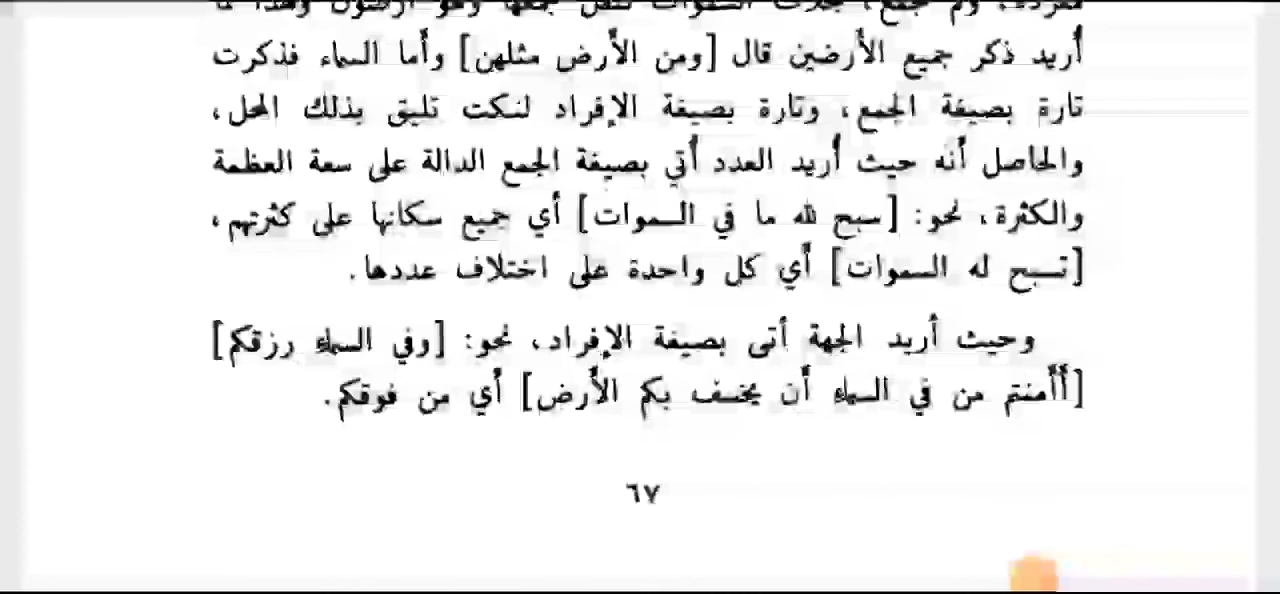 أريد ذكر جميع الأرضين قال [ومن الأرض مثلهن] وأما السماء فذكرت
تارة بصيغة الجمع، وتارة بصيغة الإفراد لنكت تليق بذلك المحل،
والحاصل أنه حيث أريد العدد أتي بصيغة الجمع الدالة على سعة العظمة
والكثرة، نحو: [سبح لله ما في السموات] أي جميع سكانها على كثرتهم،
[تسبح له السموات] أي كل واحدة على اختلاف عددها.
وحيث أريد الجهة أتى بصيغة الإفراد، نحو: [وفي السماء رزقكم]
[أأمنتم من في السماء أن يخسف بكم الأرض] أي من فوقكم.
٦٧